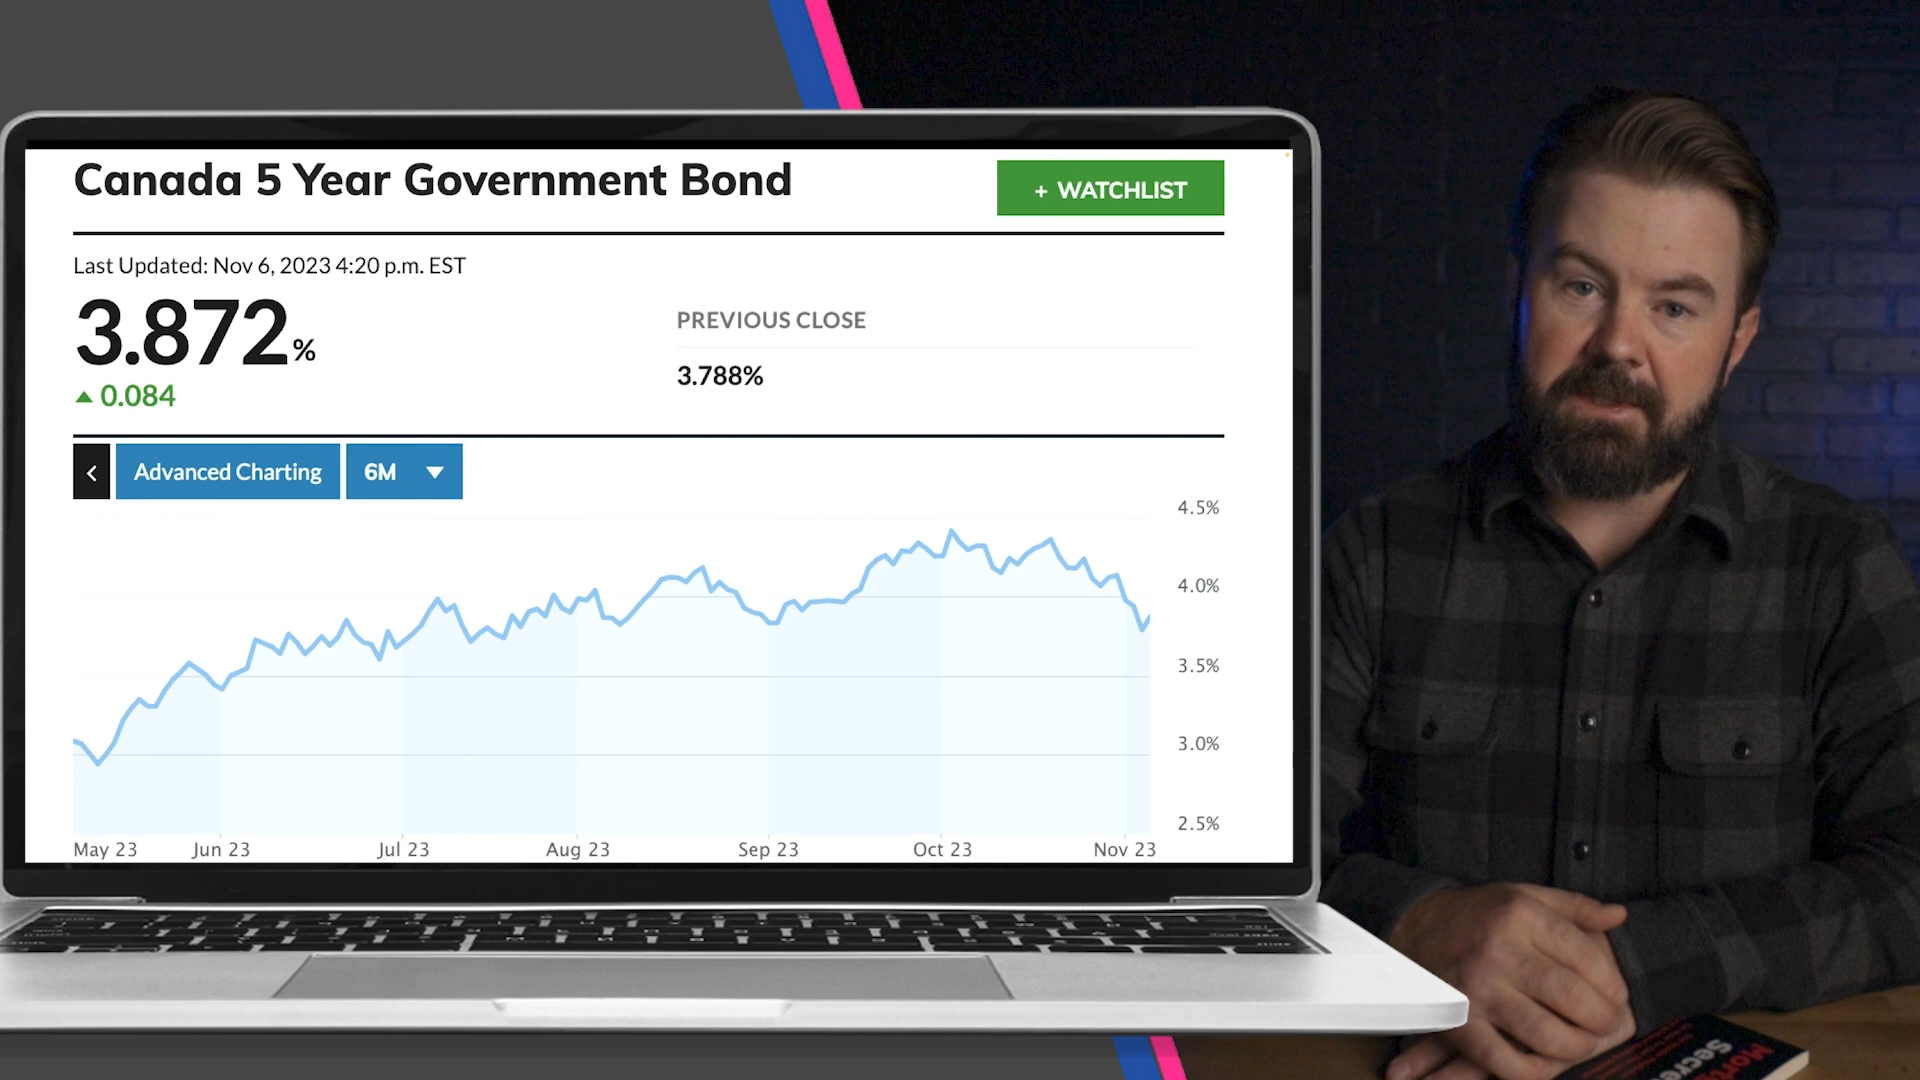 Canada 5 Year Government Bond
+ WATCHLIST
Last Updated: Nov 6, 2023 4:20 p.m. EST
3.872%
0.084
PREVIOUS CLOSE
3.788%
< Advanced Charting 6M
4.5%
4.0%
3.5%
3.0%
2.5%
May 23 Jun 23 Jul 23 Aug 23 Sep 23 Oct 23 Nov 23